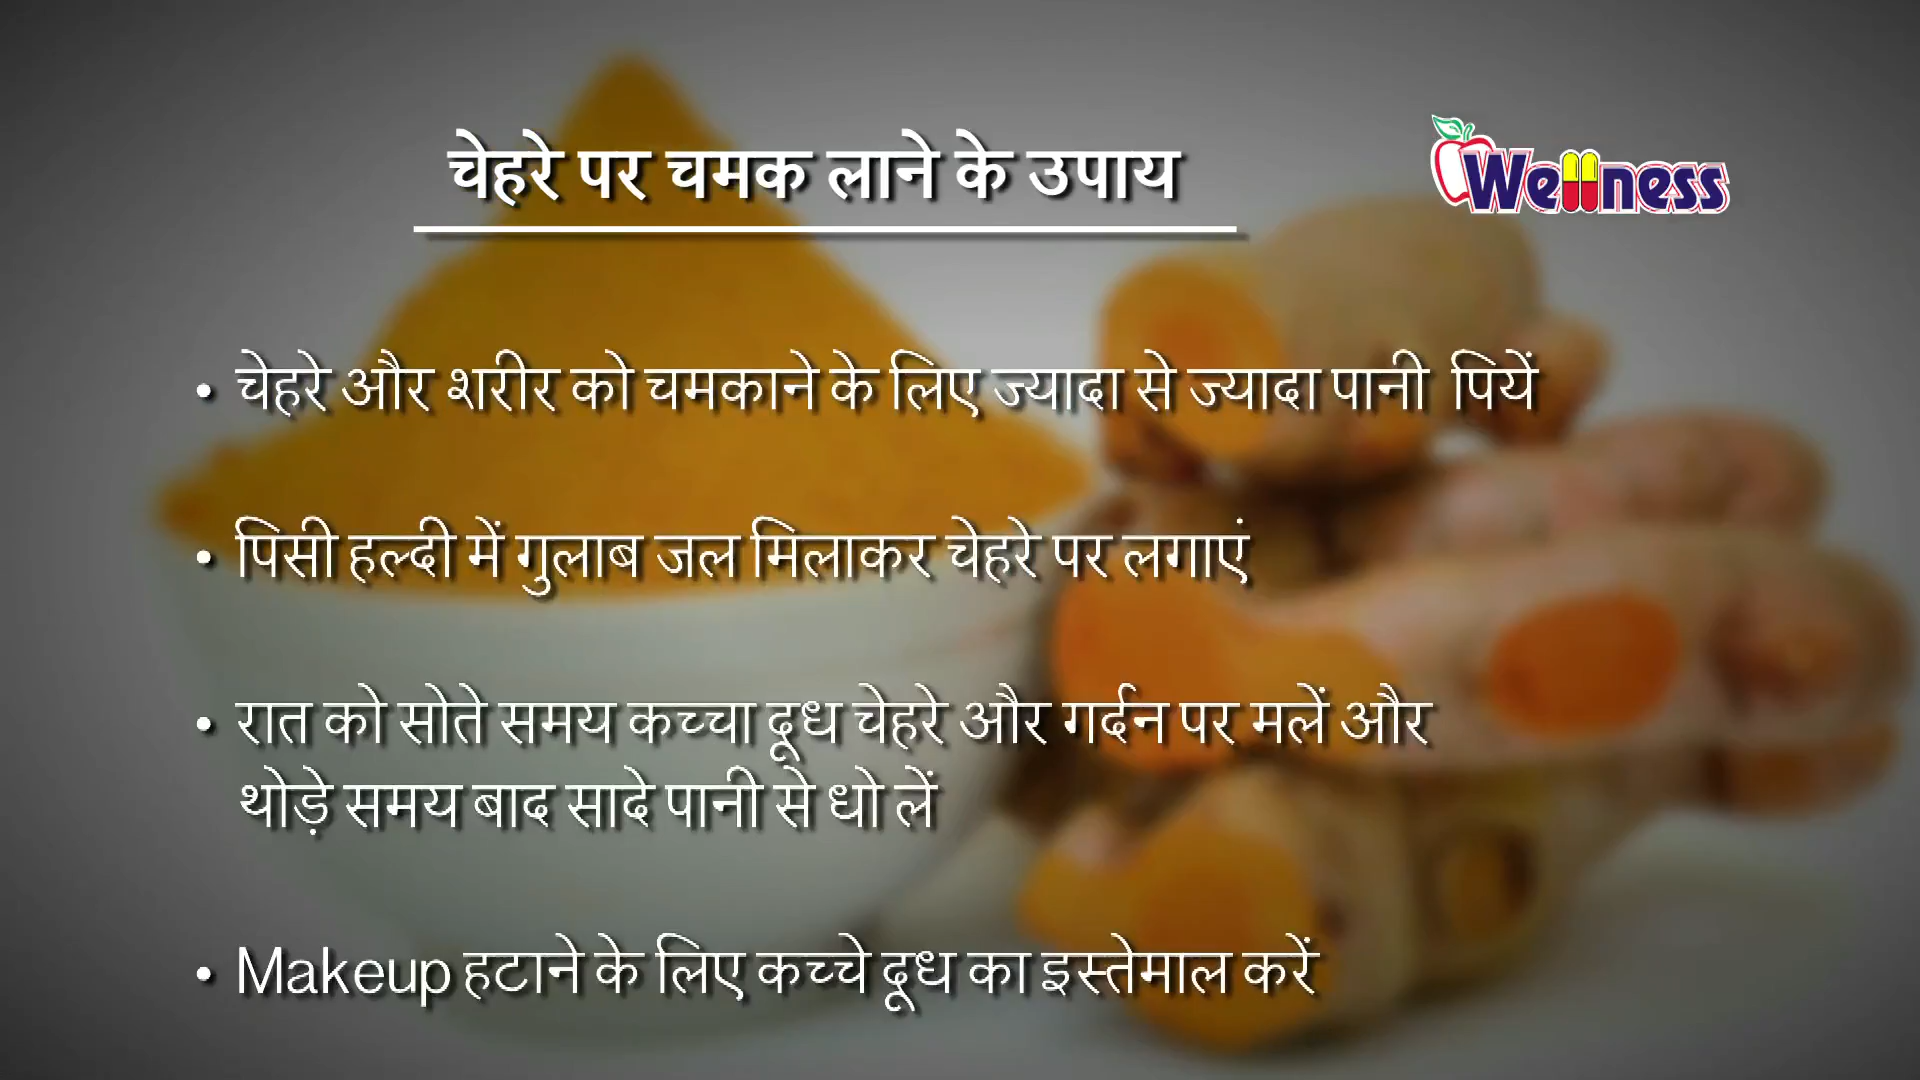 चेहरे पर चमक लाने के उपाय
Wellness
• चेहरे और शरीर को चमकाने के लिए ज्यादा से ज्यादा पानी पियें
• पिसी हल्दी में गुलाब जल मिलाकर चेहरे पर लगाएं
• रात को सोते समय कच्चा दूध चेहरे और गर्दन पर मलें और
थोड़े समय बाद सादे पानी से धो लें
• Makeup हटाने के लिए कच्चे दूध का इस्तेमाल करें